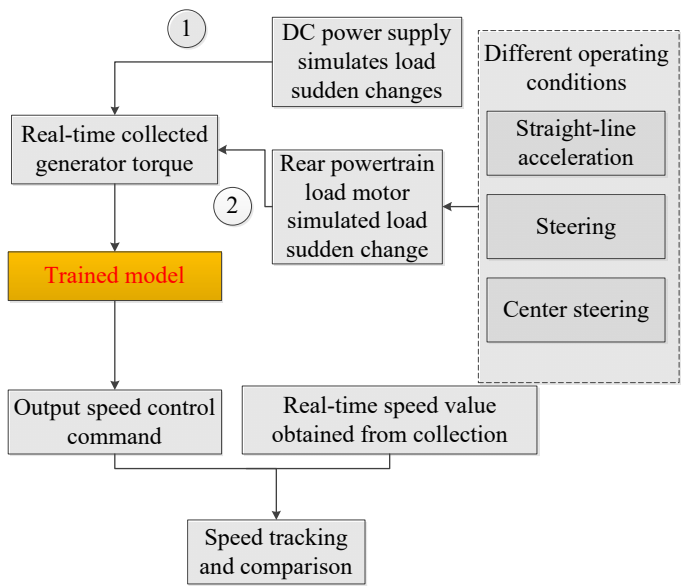 1
DC power supply
simulates load
sudden changes
Different operating
conditions
Straight-line
acceleration
Steering
Center steering
Real-time collected
generator torque
2
Rear powertrain
load motor
simulated load
sudden change
Trained model
Output speed control
command
Real-time speed value
obtained from collection
Speed tracking
and comparison